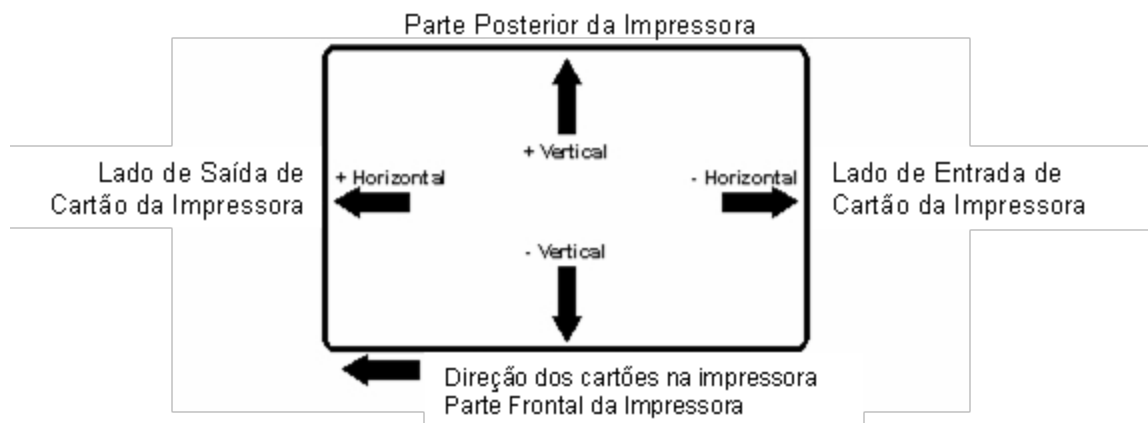 Parte Posterior da Impressora
+ Vertical
Lado de Saída de
Cartão da Impressora
+ Horizontal
- Horizontal
Lado de Entrada de
Cartão da Impressora
- Vertical
Direção dos cartões na impressora
Parte Frontal da Impressora